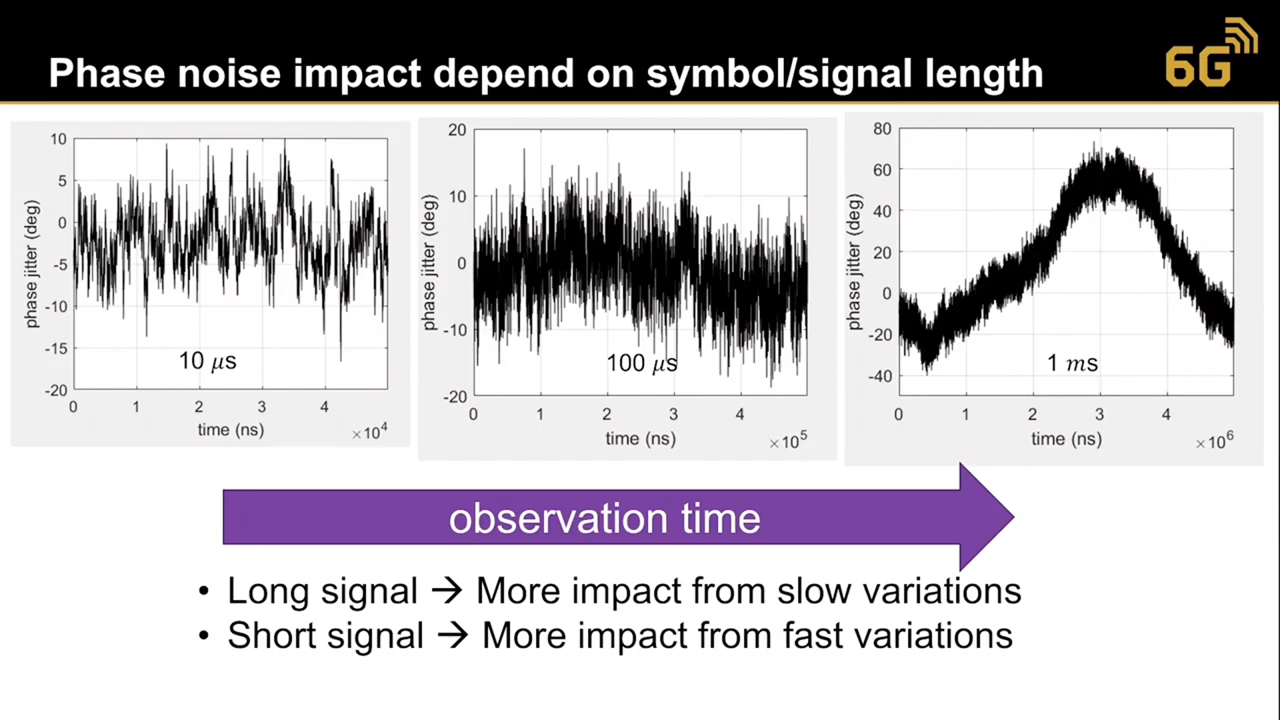 Phase noise impact depend on symbol/signal length
6G
phase jitter (deg)
10
5
0
-5
-10
-15
-20
10 μs
0 1 2 3 4
time (ns)
×10^4
phase jitter (deg)
20
10
0
-10
-20
100 μs
0 1 2 3 4
time (ns)
×10^5
phase jitter (deg)
80
60
40
20
0
-20
-40
1 ms
0 1 2 3 4
time (ns)
×10^6
observation time
• Long signal → More impact from slow variations
• Short signal → More impact from fast variations